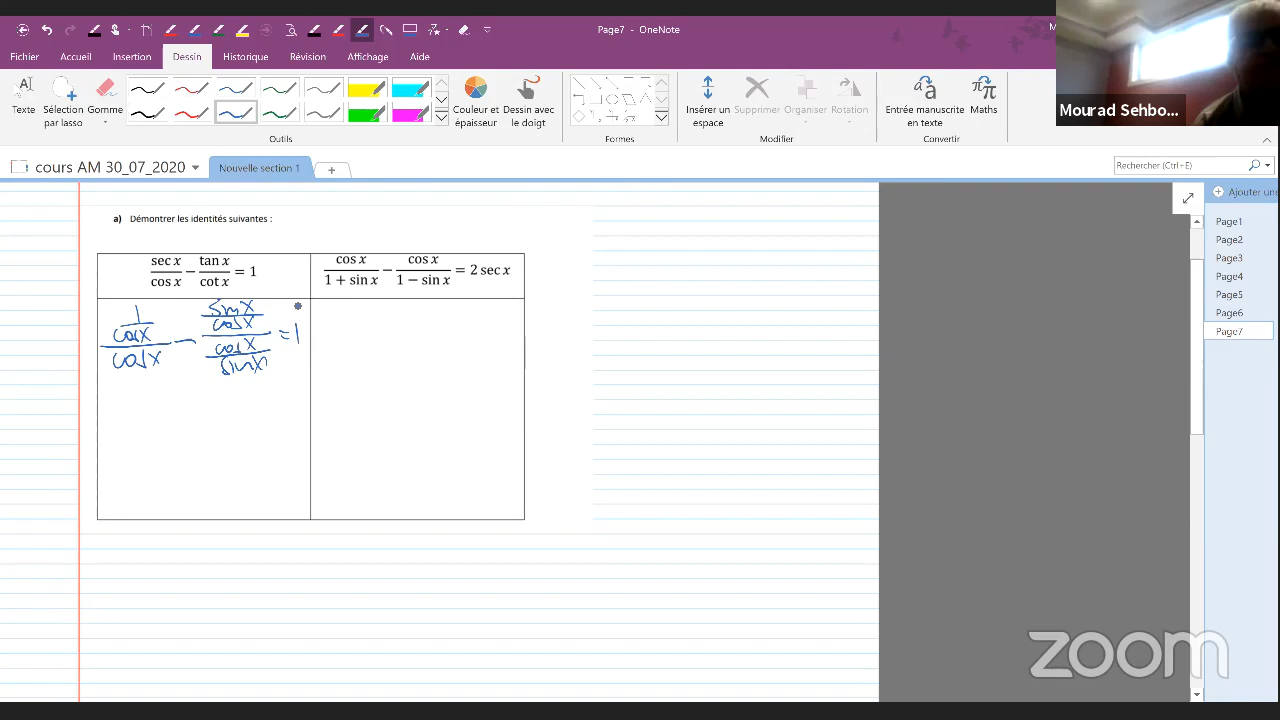 Page7 - OneNote
M
Fichier Accueil Insertion Dessin Historique Révision Affichage Aide
Texte
Sélection par lasso
Gomme
Couleur et épaisseur
Dessin avec le doigt
Insérer un espace
Supprimer
Organiser
Rotation
Entrée manuscrite en texte
Maths
Outils
Formes
Modifier
Convertir
Mourad Sehbo...
cours AM 30_07_2020
Nouvelle section 1
Rechercher (Ctrl+E)
Ajouter une
Page1
Page2
Page3
Page4
Page5
Page6
Page7
a) Démontrer les identités suivantes :
sec x / cos x − tan x / cot x = 1
cos x / (1 + sin x) − cos x / (1 − sin x) = 2 sec x
(1 / cos x) / cos x − (sin x / cos x) / (cos x / sin x) = 1
zoom